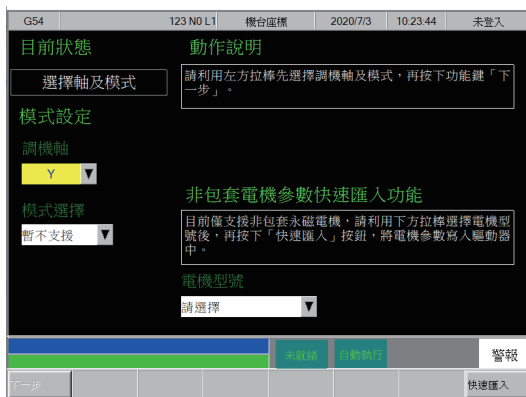 G54 123 N0 L1 機台座標 2020/7/3 10:23:44 未登入
目前狀態
選擇軸及模式
模式設定
調機軸
Y
模式選擇
暫不支援
動作說明
請利用左方拉棒先選擇調機軸及模式,再按下功能鍵「下
一步」。
非包套電機參數快速匯入功能
目前僅支援非包套永磁電機,請利用下方拉棒選擇電機型
號後,再按下「快速匯入」按鈕,將電機參數寫入驅動器
中。
電機型號
請選擇
未就緒 自動執行 警報
下一步 快速匯入